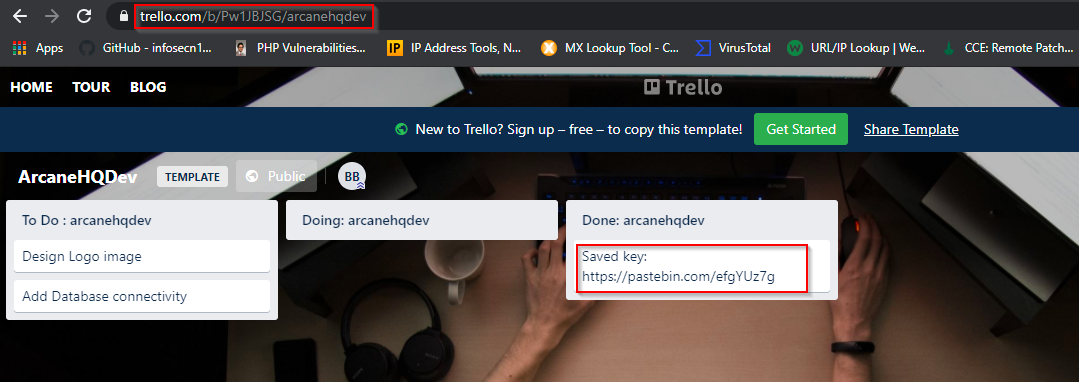 trello.com/b/Pw1JBJSG/arcanehqdev
Apps GitHub - infosecn1... PHP Vulnerabilities... IP IP Address Tools, N... MX Lookup Tool - C... VirusTotal W URL/IP Lookup | We... CCE: Remote Patch...
HOME TOUR BLOG Trello
New to Trello? Sign up – free – to copy this template! Get Started Share Template
ArcaneHQDev TEMPLATE Public BB
To Do : arcanehqdev
Design Logo image
Add Database connectivity
Doing: arcanehqdev
Done: arcanehqdev
Saved key:
https://pastebin.com/efgYUz7g